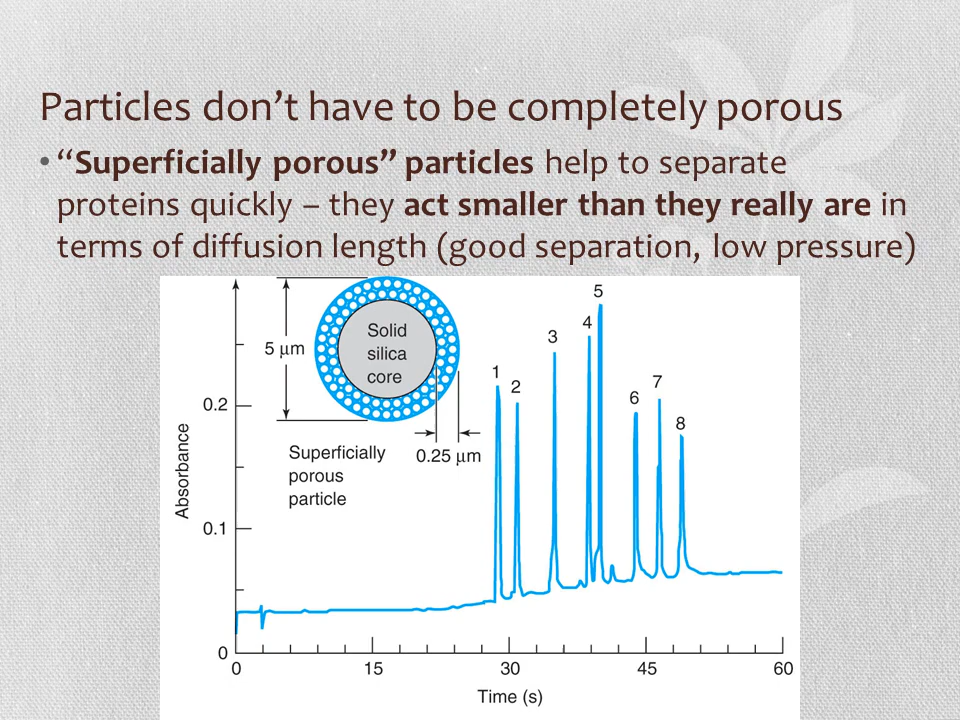 Particles don’t have to be completely porous
• “Superficially porous” particles help to separate
proteins quickly – they act smaller than they really are in
terms of diffusion length (good separation, low pressure)
5
4
3
Solid
silica
core
5 μm
1
2
7
6
8
0.2
Superficially
porous
particle
0.25 μm
Absorbance
0.1
0
0 15 30 45 60
Time (s)